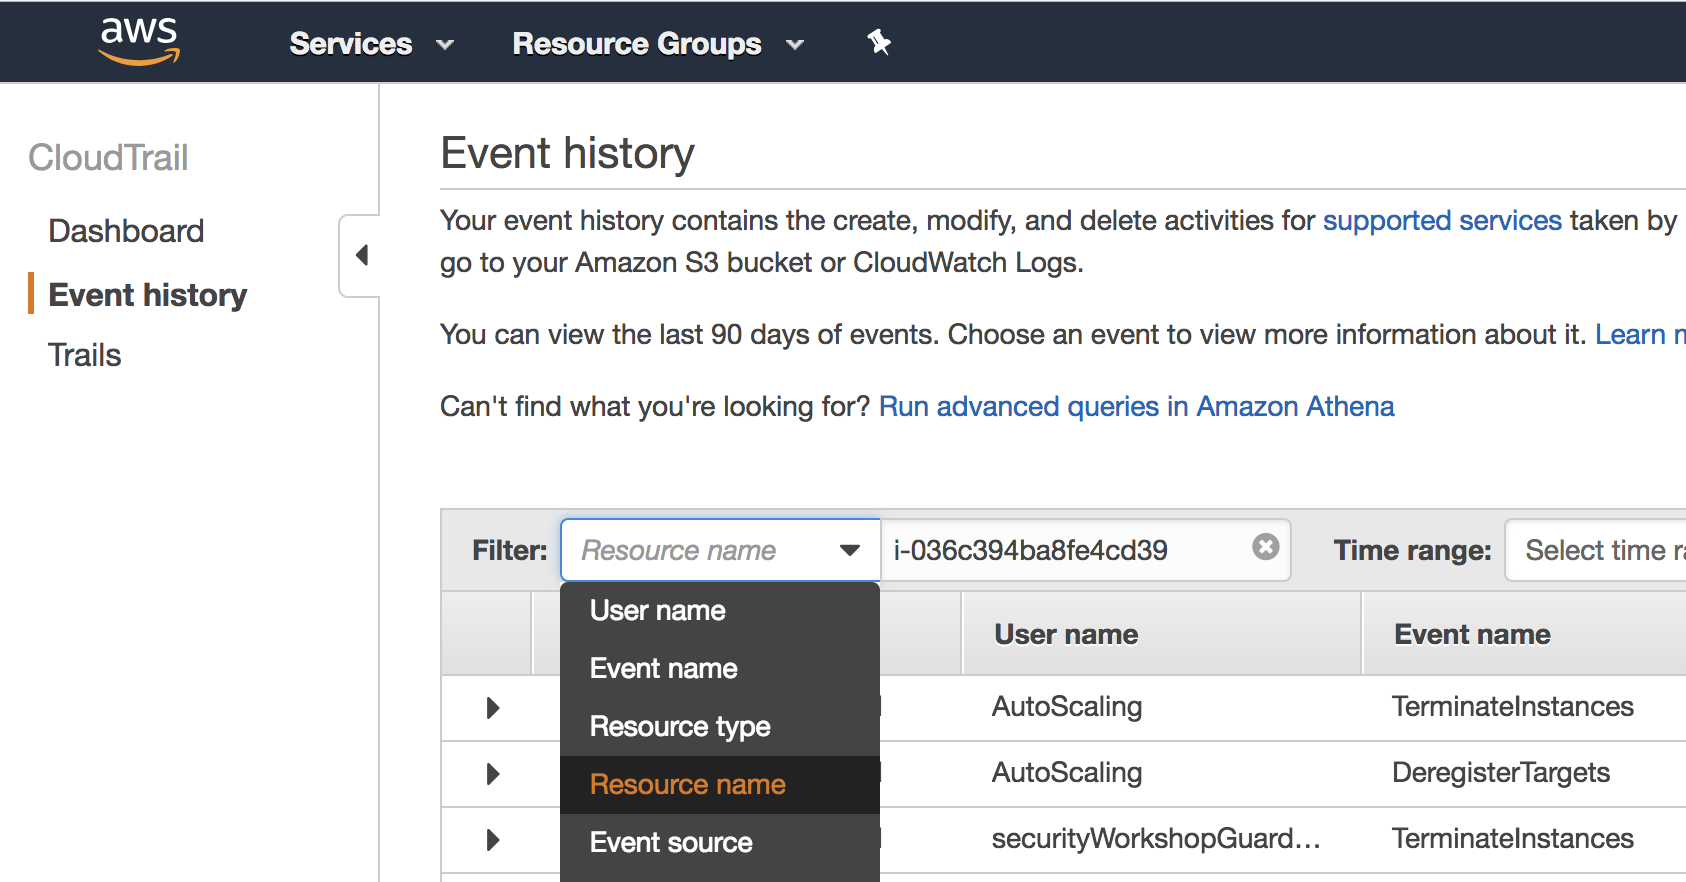 aws Services Resource Groups
CloudTrail
Dashboard
Event history
Trails
Event history
Your event history contains the create, modify, and delete activities for supported services taken by
go to your Amazon S3 bucket or CloudWatch Logs.
You can view the last 90 days of events. Choose an event to view more information about it. Learn
Can't find what you're looking for? Run advanced queries in Amazon Athena
Filter: Resource name i-036c394ba8fe4cd39 Time range: Select time
User name
Event name
Resource type
Resource name
Event source
User name Event name
AutoScaling TerminateInstances
AutoScaling DeregisterTargets
securityWorkshopGuard... TerminateInstances